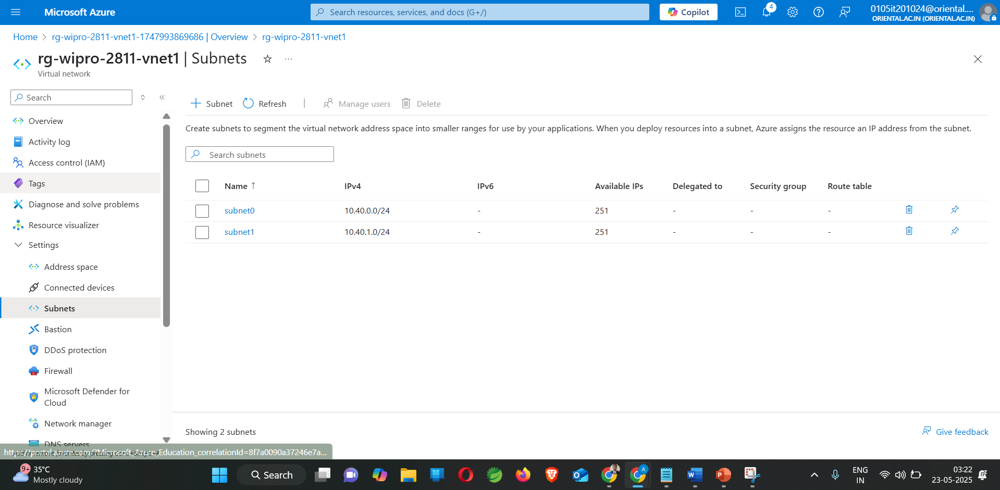 Microsoft Azure
Search resources, services, and docs (G+/)
Copilot
4
0105it201024@oriental....
ORIENTAL.AC.IN (ORIENTAL.AC.IN)
Home > rg-wipro-2811-vnet1-1747993869686 | Overview > rg-wipro-2811-vnet1
rg-wipro-2811-vnet1 | Subnets
Virtual network
Search
Overview
Activity log
Access control (IAM)
Tags
Diagnose and solve problems
Resource visualizer
Settings
Address space
Connected devices
Subnets
Bastion
DDoS protection
Firewall
Microsoft Defender for
Cloud
Network manager
DNS servers
Subnet Refresh | Manage users Delete
Create subnets to segment the virtual network address space into smaller ranges for use by your applications. When you deploy resources into a subnet, Azure assigns the resource an IP address from the subnet.
Search subnets
Name ↑ IPv4 IPv6 Available IPs Delegated to Security group Route table
subnet0 10.40.0.0/24 - 251 - - -
subnet1 10.40.1.0/24 - 251 - - -
Showing 2 subnets
Give feedback
https://portal.azure.com/?Microsoft_Azure_Education_correlationId=8f7a0090a37246e7a...
9+
35°C
Mostly cloudy
Search
ENG
IN
03:22
23-05-2025